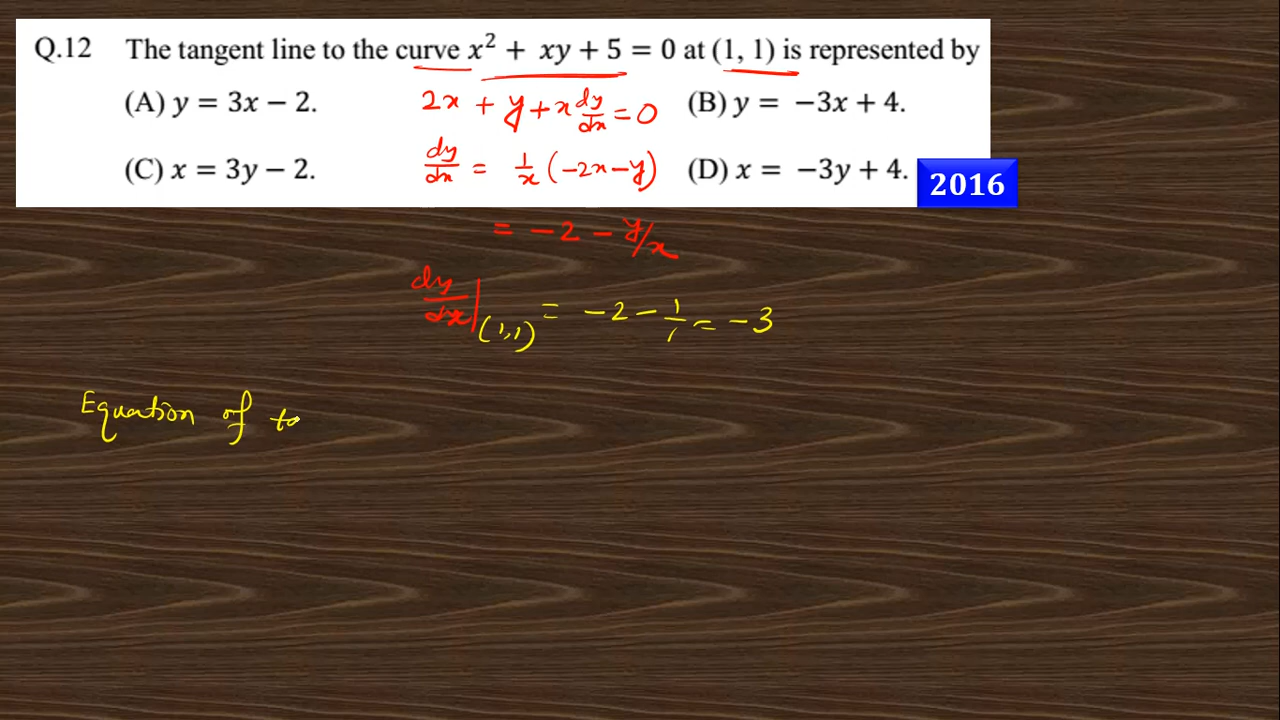 Q.12 The tangent line to the curve x² + xy + 5 = 0 at (1, 1) is represented by
(A) y = 3x − 2. (B) y = −3x + 4.
2x + y + x dy/dx = 0
(C) x = 3y − 2. (D) x = −3y + 4.
dy/dx = 1/x (−2x − y)
2016
= −2 − y/x
dy/dx|(1,1) = −2 − 1/1 = −3
Equation of ta